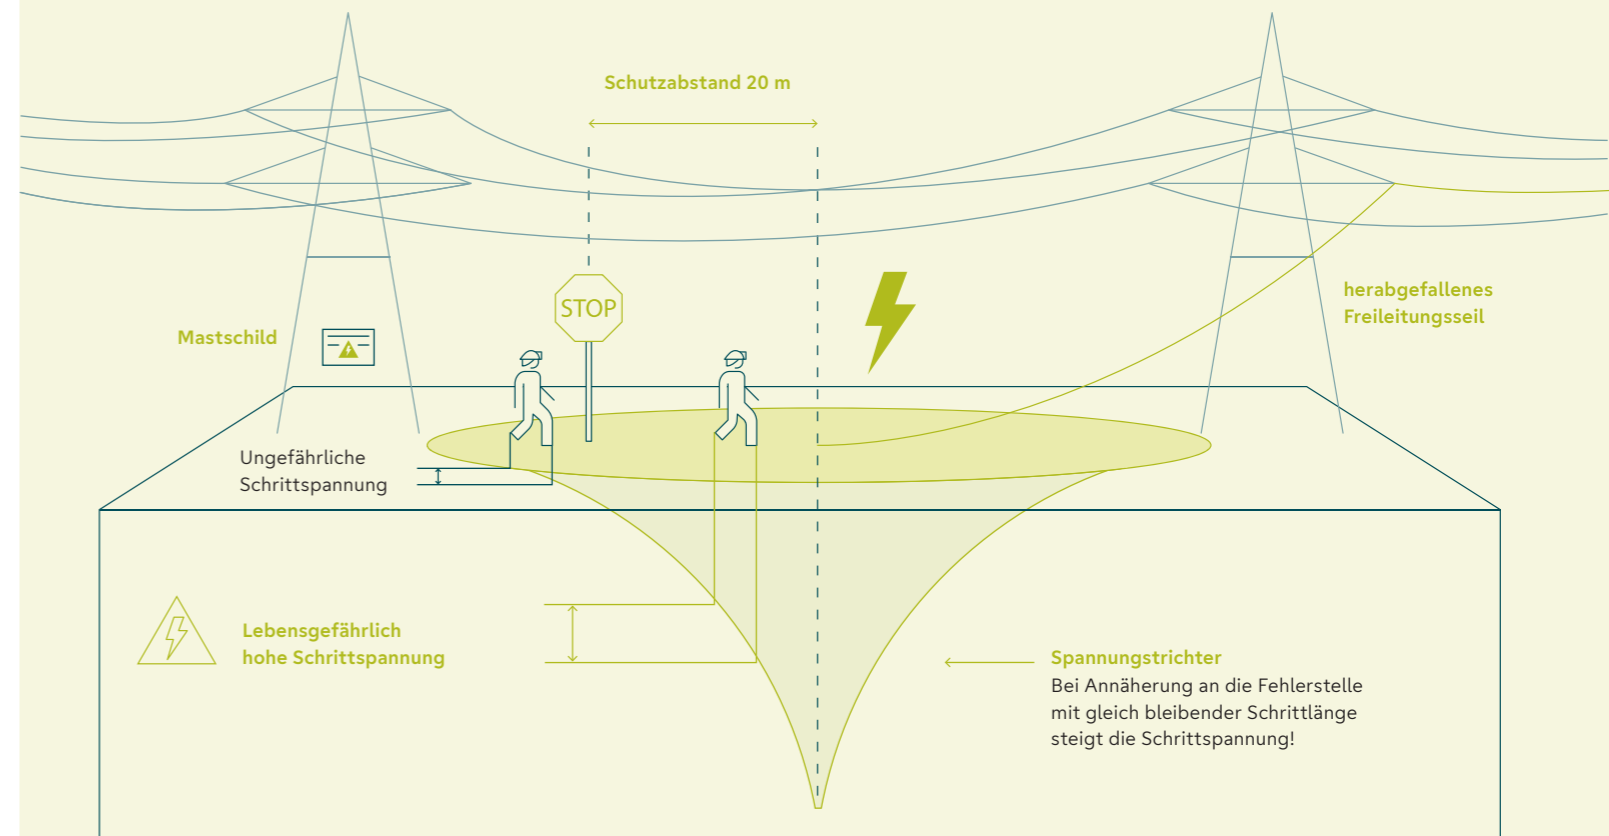 Schutzabstand 20 m
STOP
herabgefallenes
Freileitungsseil
Mastschild
Ungefährliche
Schrittspannung
Lebensgefährlich
hohe Schrittspannung
Spannungstrichter
Bei Annäherung an die Fehlerstelle
mit gleich bleibender Schrittlänge
steigt die Schrittspannung!